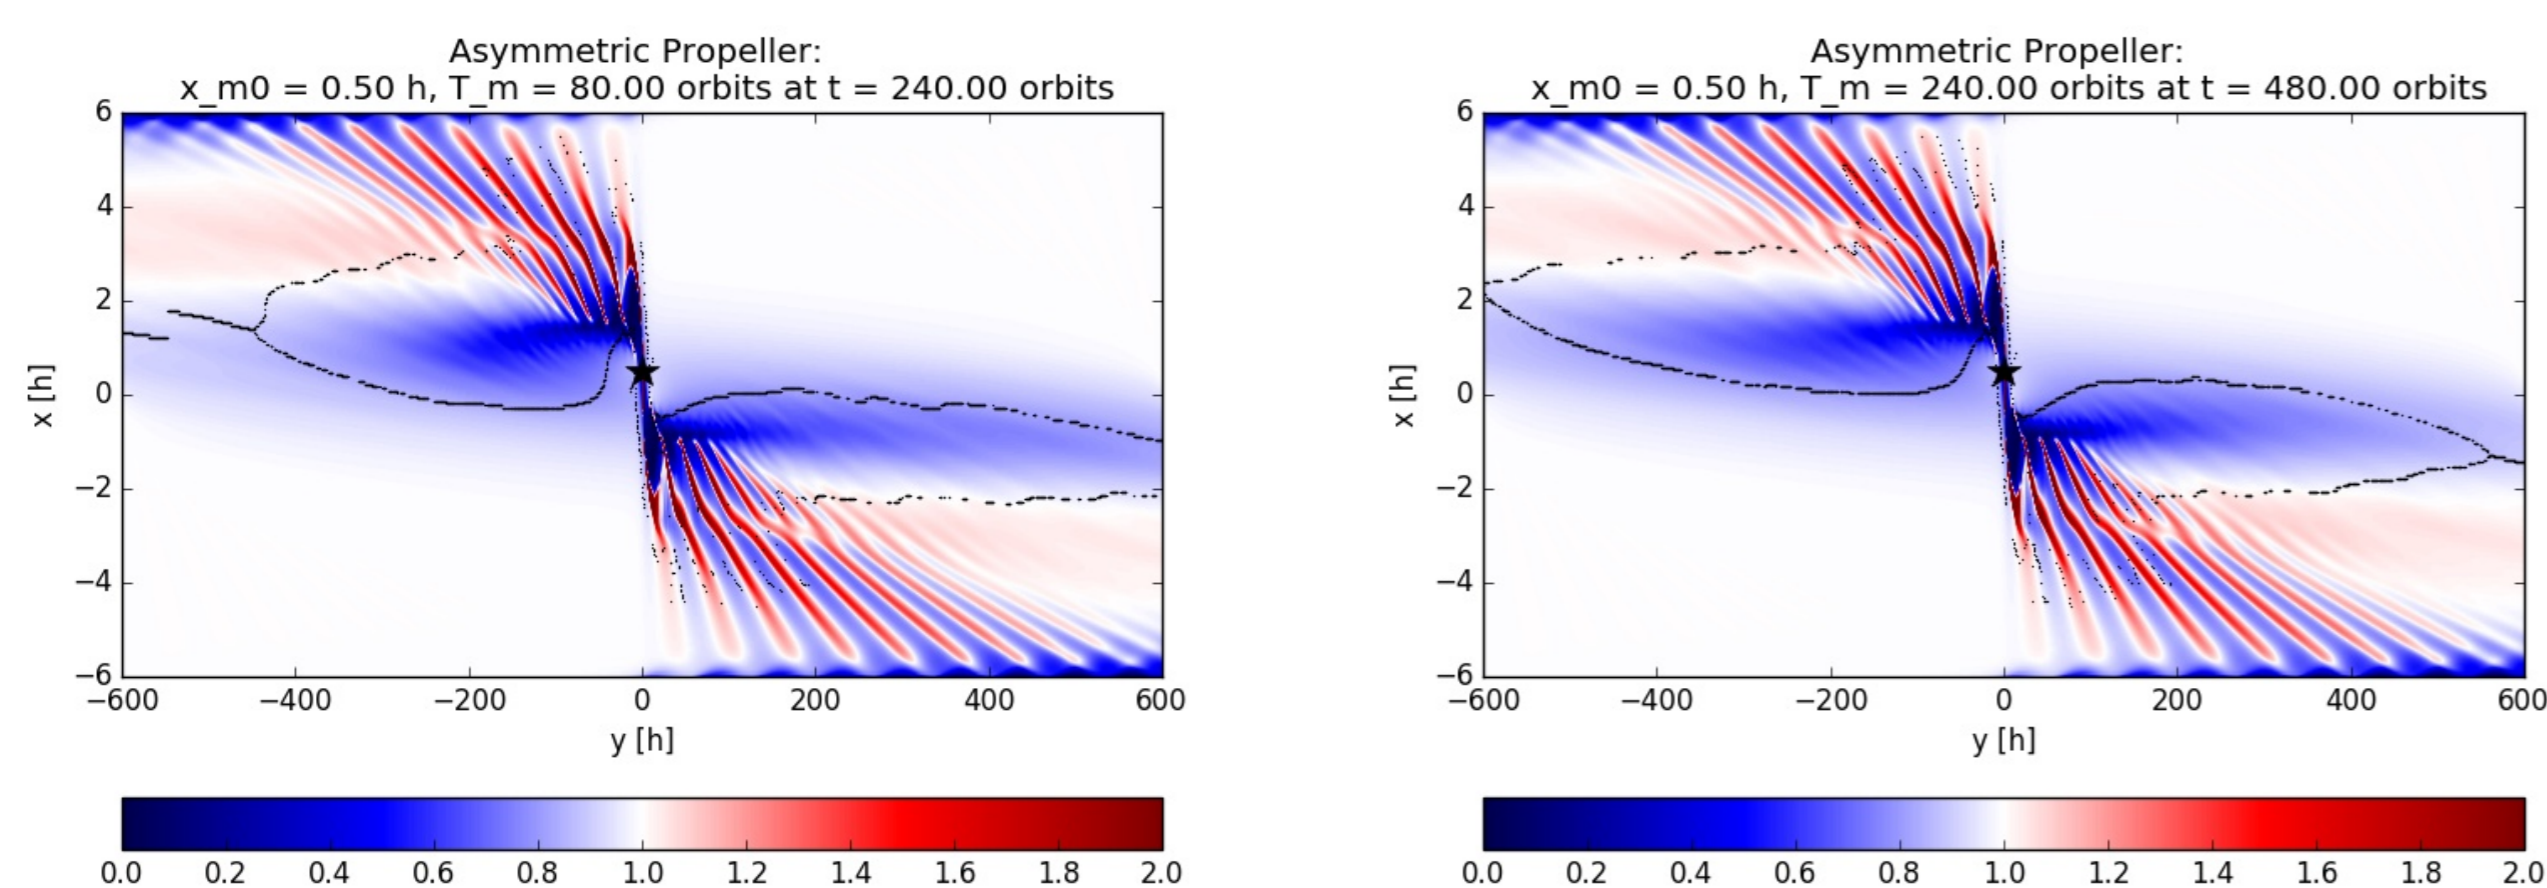 Asymmetric Propeller:
x_m0 = 0.50 h, T_m = 80.00 orbits at t = 240.00 orbits
6
4
2
0
−2
−4
−6
x [h]
−600 −400 −200 0 200 400 600
y [h]
0.0 0.2 0.4 0.6 0.8 1.0 1.2 1.4 1.6 1.8 2.0
Asymmetric Propeller:
x_m0 = 0.50 h, T_m = 240.00 orbits at t = 480.00 orbits
6
4
2
0
−2
−4
−6
x [h]
−600 −400 −200 0 200 400 600
y [h]
0.0 0.2 0.4 0.6 0.8 1.0 1.2 1.4 1.6 1.8 2.0